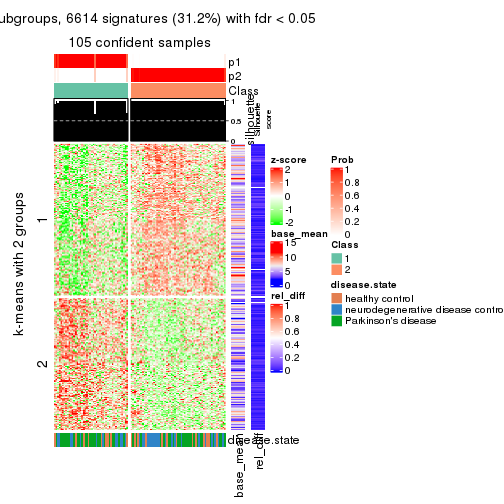 ubgroups, 6614 signatures (31.2%) with fdr < 0.05
105 confident samples
p1
p2
Class
1
0.5
0
silhouette
Silhouette
score
k-means with 2 groups
1
2
disease.state
base_mean
rel_diff
z-score
2
1
0
-1
-2
base_mean
15
10
5
0
rel_diff
1
0.8
0.6
0.4
0.2
0
Prob
1
0.8
0.6
0.4
0.2
0
Class
1
2
disease.state
healthy control
neurodegenerative disease contro
Parkinson's disease